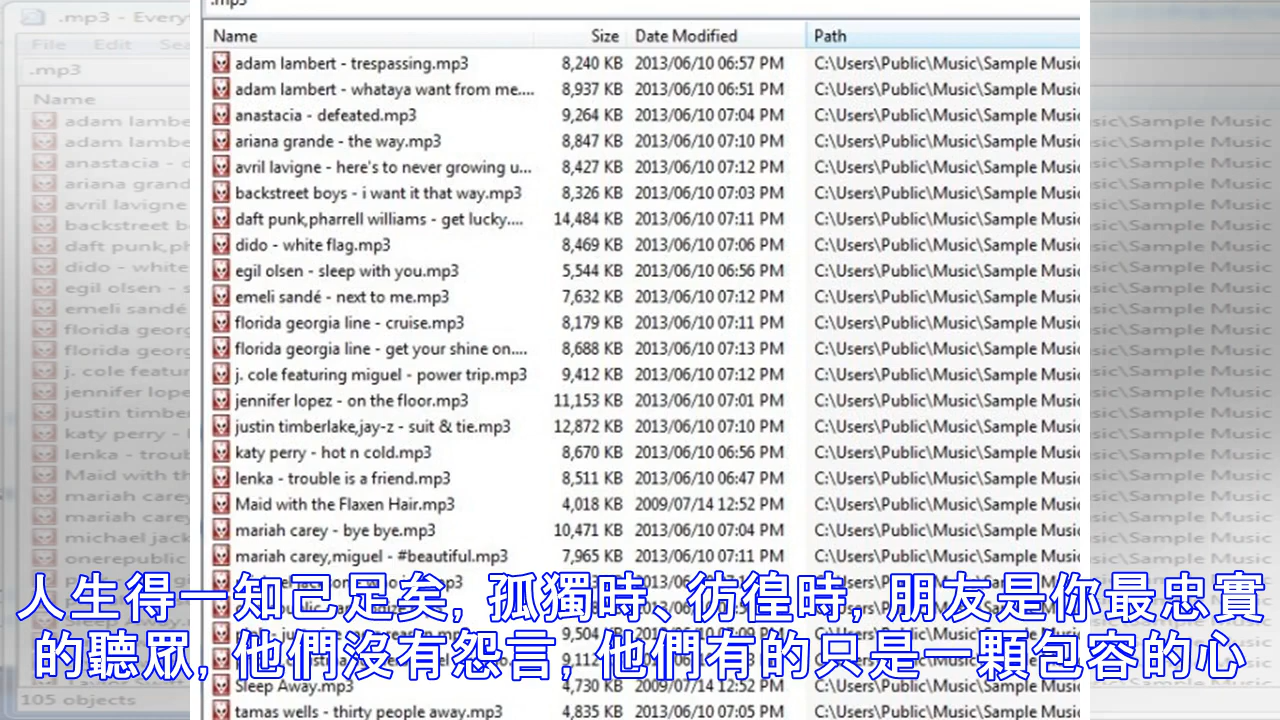 .mp3
Name Size Date Modified Path
adam lambert - trespassing.mp3 8,240 KB 2013/06/10 06:57 PM C:\Users\Public\Music\Sample Music
adam lambert - whataya want from me.... 8,937 KB 2013/06/10 06:51 PM C:\Users\Public\Music\Sample Music
anastacia - defeated.mp3 9,264 KB 2013/06/10 07:04 PM C:\Users\Public\Music\Sample Music
ariana grande - the way.mp3 8,847 KB 2013/06/10 07:10 PM C:\Users\Public\Music\Sample Music
avril lavigne - here's to never growing u... 8,427 KB 2013/06/10 07:12 PM C:\Users\Public\Music\Sample Music
backstreet boys - i want it that way.mp3 8,326 KB 2013/06/10 07:03 PM C:\Users\Public\Music\Sample Music
daft punk,pharrell williams - get lucky.... 14,484 KB 2013/06/10 07:11 PM C:\Users\Public\Music\Sample Music
dido - white flag.mp3 8,469 KB 2013/06/10 07:06 PM C:\Users\Public\Music\Sample Music
egil olsen - sleep with you.mp3 5,544 KB 2013/06/10 06:56 PM C:\Users\Public\Music\Sample Music
emeli sandé - next to me.mp3 7,632 KB 2013/06/10 07:12 PM C:\Users\Public\Music\Sample Music
florida georgia line - cruise.mp3 8,179 KB 2013/06/10 07:11 PM C:\Users\Public\Music\Sample Music
florida georgia line - get your shine on.... 8,688 KB 2013/06/10 07:13 PM C:\Users\Public\Music\Sample Music
j. cole featuring miguel - power trip.mp3 9,412 KB 2013/06/10 07:12 PM C:\Users\Public\Music\Sample Music
jennifer lopez - on the floor.mp3 11,153 KB 2013/06/10 07:01 PM C:\Users\Public\Music\Sample Music
justin timberlake,jay-z - suit & tie.mp3 12,872 KB 2013/06/10 07:10 PM C:\Users\Public\Music\Sample Music
katy perry - hot n cold.mp3 8,670 KB 2013/06/10 06:56 PM C:\Users\Public\Music\Sample Music
lenka - trouble is a friend.mp3 8,511 KB 2013/06/10 06:47 PM C:\Users\Public\Music\Sample Music
Maid with the Flaxen Hair.mp3 4,018 KB 2009/07/14 12:52 PM C:\Users\Public\Music\Sample Music
mariah carey - bye bye.mp3 10,471 KB 2013/06/10 07:04 PM C:\Users\Public\Music\Sample Music
mariah carey,miguel - #beautiful.mp3 7,965 KB 2013/06/10 07:11 PM C:\Users\Public\Music\Sample Music
人生得一知己足矣, 孤獨時、彷徨時, 朋友是你最忠實
的聽眾, 他們沒有怨言, 他們有的只是一顆包容的心
Sleep Away.mp3 4,730 KB 2009/07/14 12:52 PM C:\Users\Public\Music\Sample Music
tamas wells - thirty people away.mp3 4,835 KB 2013/06/10 07:05 PM C:\Users\Public\Music\Sample Music
105 objects